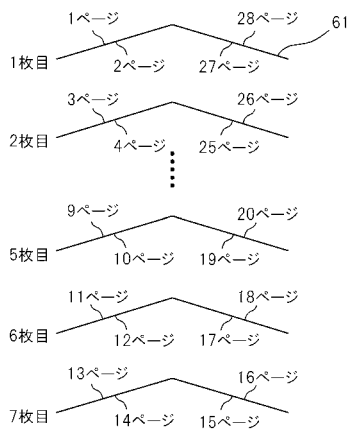 1ページ 28ページ 61
1枚目 2ページ 27ページ
3ページ 26ページ
2枚目 4ページ 25ページ
9ページ 20ページ
5枚目 10ページ 19ページ
11ページ 18ページ
6枚目 12ページ 17ページ
13ページ 16ページ
7枚目 14ページ 15ページ